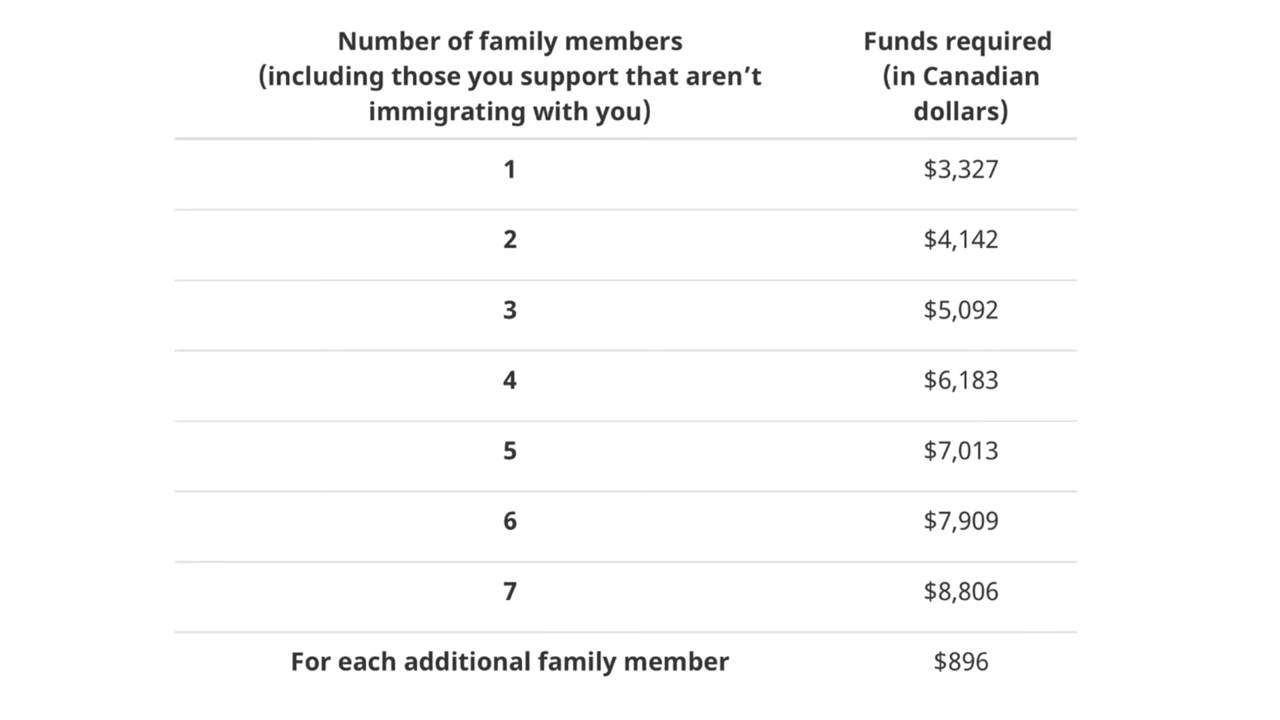 Number of family members
(including those you support that aren’t
immigrating with you)
Funds required
(in Canadian
dollars)
1 $3,327
2 $4,142
3 $5,092
4 $6,183
5 $7,013
6 $7,909
7 $8,806
For each additional family member $896